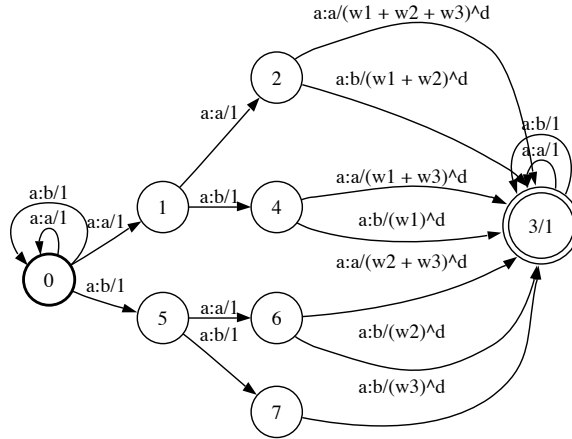 a:a/(w1 + w2 + w3)^d
2
a:b/(w1 + w2)^d
a:b/1
a:a/1
3/1
a:a/1
a:b/1
a:a/1
0
a:a/1
1
a:b/1
4
a:a/(w1 + w3)^d
a:b/(w1)^d
a:b/1
5
a:a/1
6
a:a/(w2 + w3)^d
a:b/(w2)^d
a:b/1
7
a:b/(w3)^d